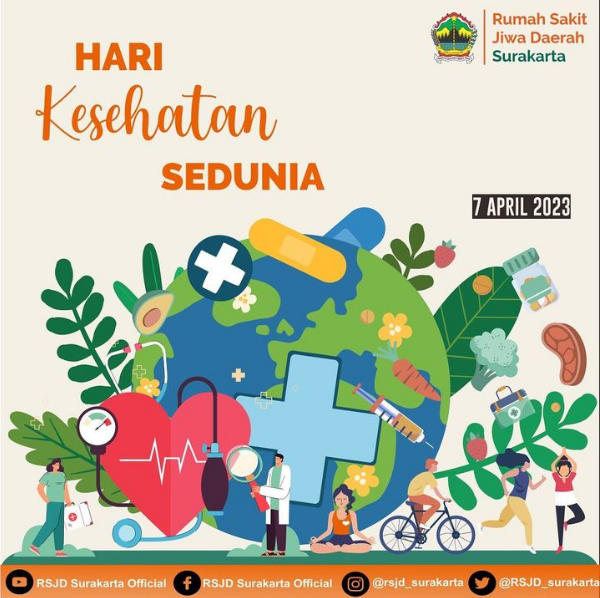 Rumah Sakit
Jiwa Daerah
Surakarta
HARI
Kesehatan
SEDUNIA
7 APRIL 2023
RSJD Surakarta Official
RSJD Surakarta Official
@rsjd_surakarta
@RSJD_surakarta